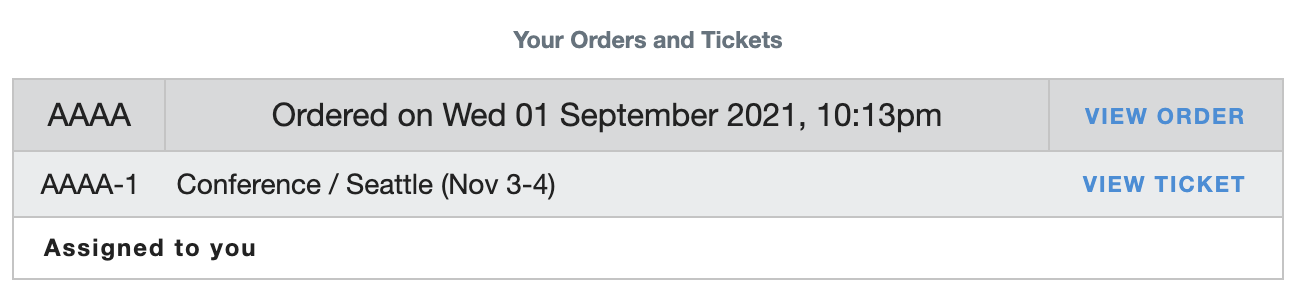 Your Orders and Tickets
AAAA Ordered on Wed 01 September 2021, 10:13pm VIEW ORDER
AAAA-1 Conference / Seattle (Nov 3-4) VIEW TICKET
Assigned to you